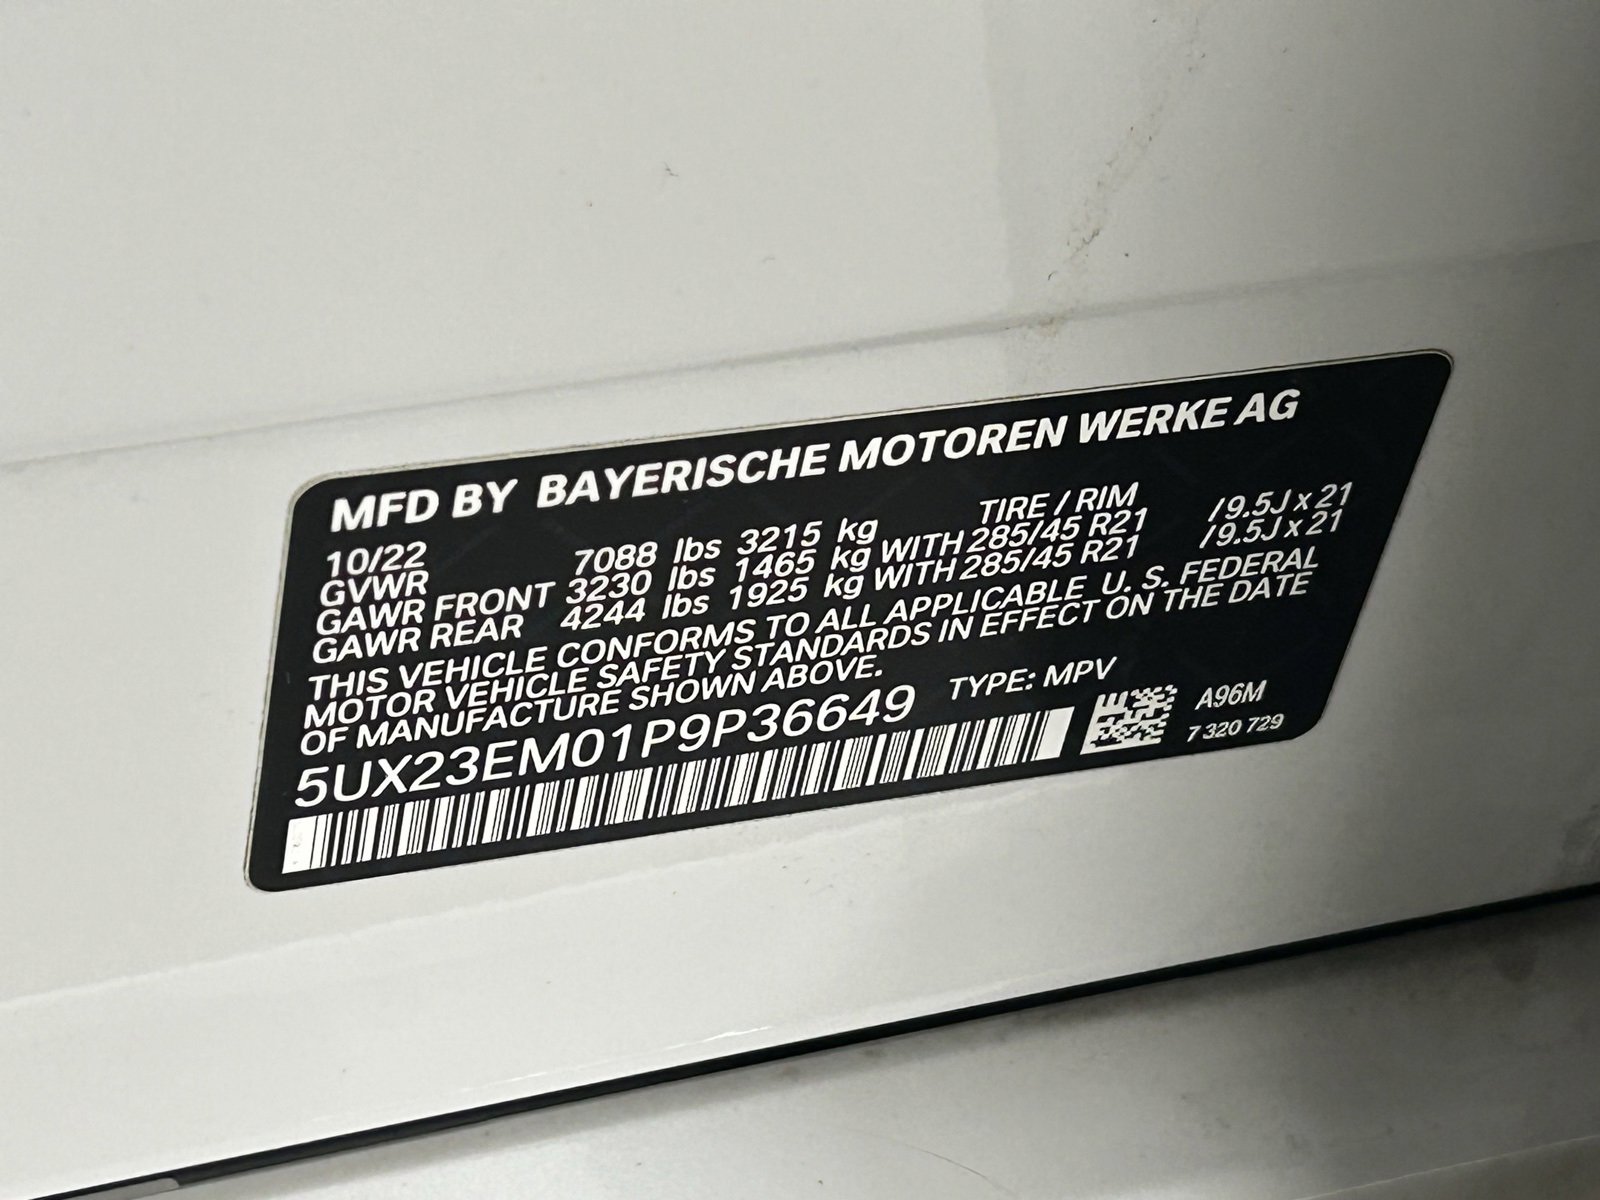 MFD BY BAYERISCHE MOTOREN WERKE AG
10/22 TIRE / RIM
GVWR 7088 lbs 3215 kg
GAWR FRONT 3230 lbs 1465 kg WITH 285/45 R21 /9.5J x 21
GAWR REAR 4244 lbs 1925 kg WITH 285/45 R21 /9.5J x 21
THIS VEHICLE CONFORMS TO ALL APPLICABLE U. S. FEDERAL
MOTOR VEHICLE SAFETY STANDARDS IN EFFECT ON THE DATE
OF MANUFACTURE SHOWN ABOVE.
5UX23EM01P9P36649 TYPE: MPV
A96M
7 320 729